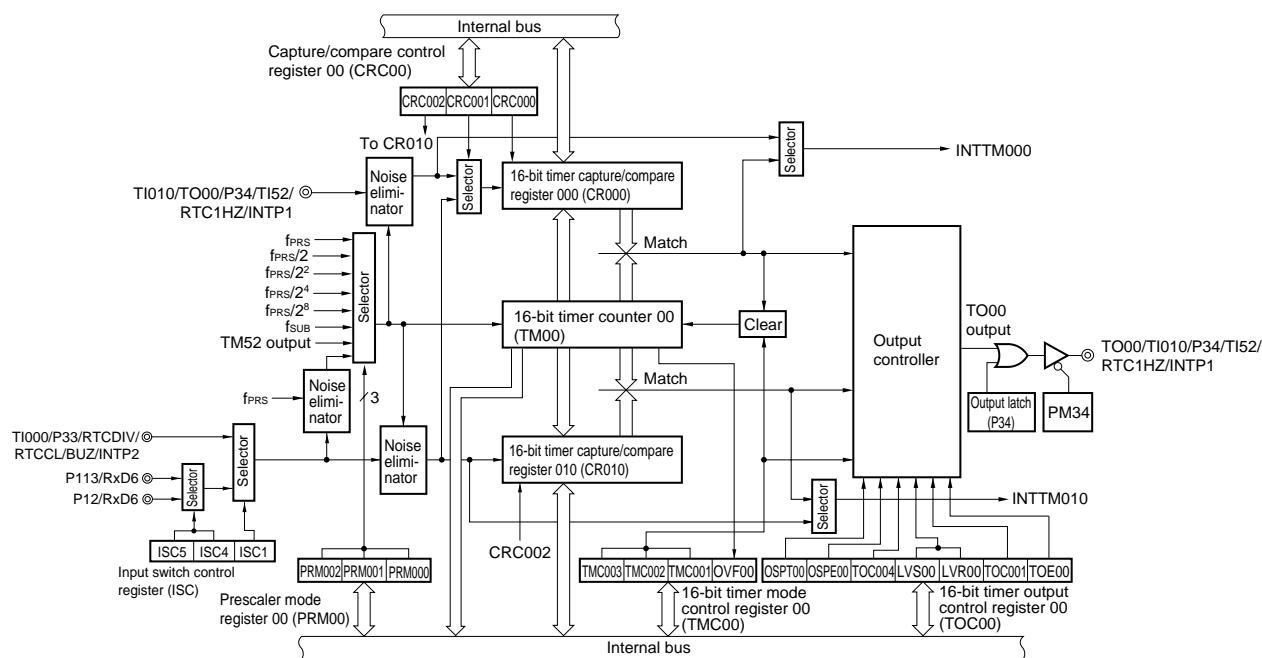 Internal bus
Capture/compare control
register 00 (CRC00)
CRC002 CRC001 CRC000
To CR010
Selector
INTTM000
TI010/TO00/P34/TI52/
RTC1HZ/INTP1
Noise
elimi-
nator
Selector
16-bit timer capture/compare
register 000 (CR000)
Match
fPRS
fPRS/2
fPRS/2²
fPRS/2⁴
fPRS/2⁸
fSUB
TM52 output
Selector
16-bit timer counter 00
(TM00)
Clear
Output
controller
TO00
output
TO00/TI010/P34/TI52/
RTC1HZ/INTP1
Output latch
(P34)
PM34
fPRS
Noise
elimi-
nator
3
Match
TI000/P33/RTCDIV/
RTCCL/BUZ/INTP2
Selector
P113/RxD6
P12/RxD6
Selector
Noise
elimi-
nator
16-bit timer capture/compare
register 010 (CR010)
Selector
INTTM010
CRC002
ISC5 ISC4 ISC1
Input switch control
register (ISC)
PRM002 PRM001 PRM000
Prescaler mode
register 00 (PRM00)
TMC003 TMC002 TMC001 OVF00
16-bit timer mode
control register 00
(TMC00)
OSPT00 OSPE00 TOC004 LVS00 LVR00 TOC001 TOE00
16-bit timer output
control register 00
(TOC00)
Internal bus